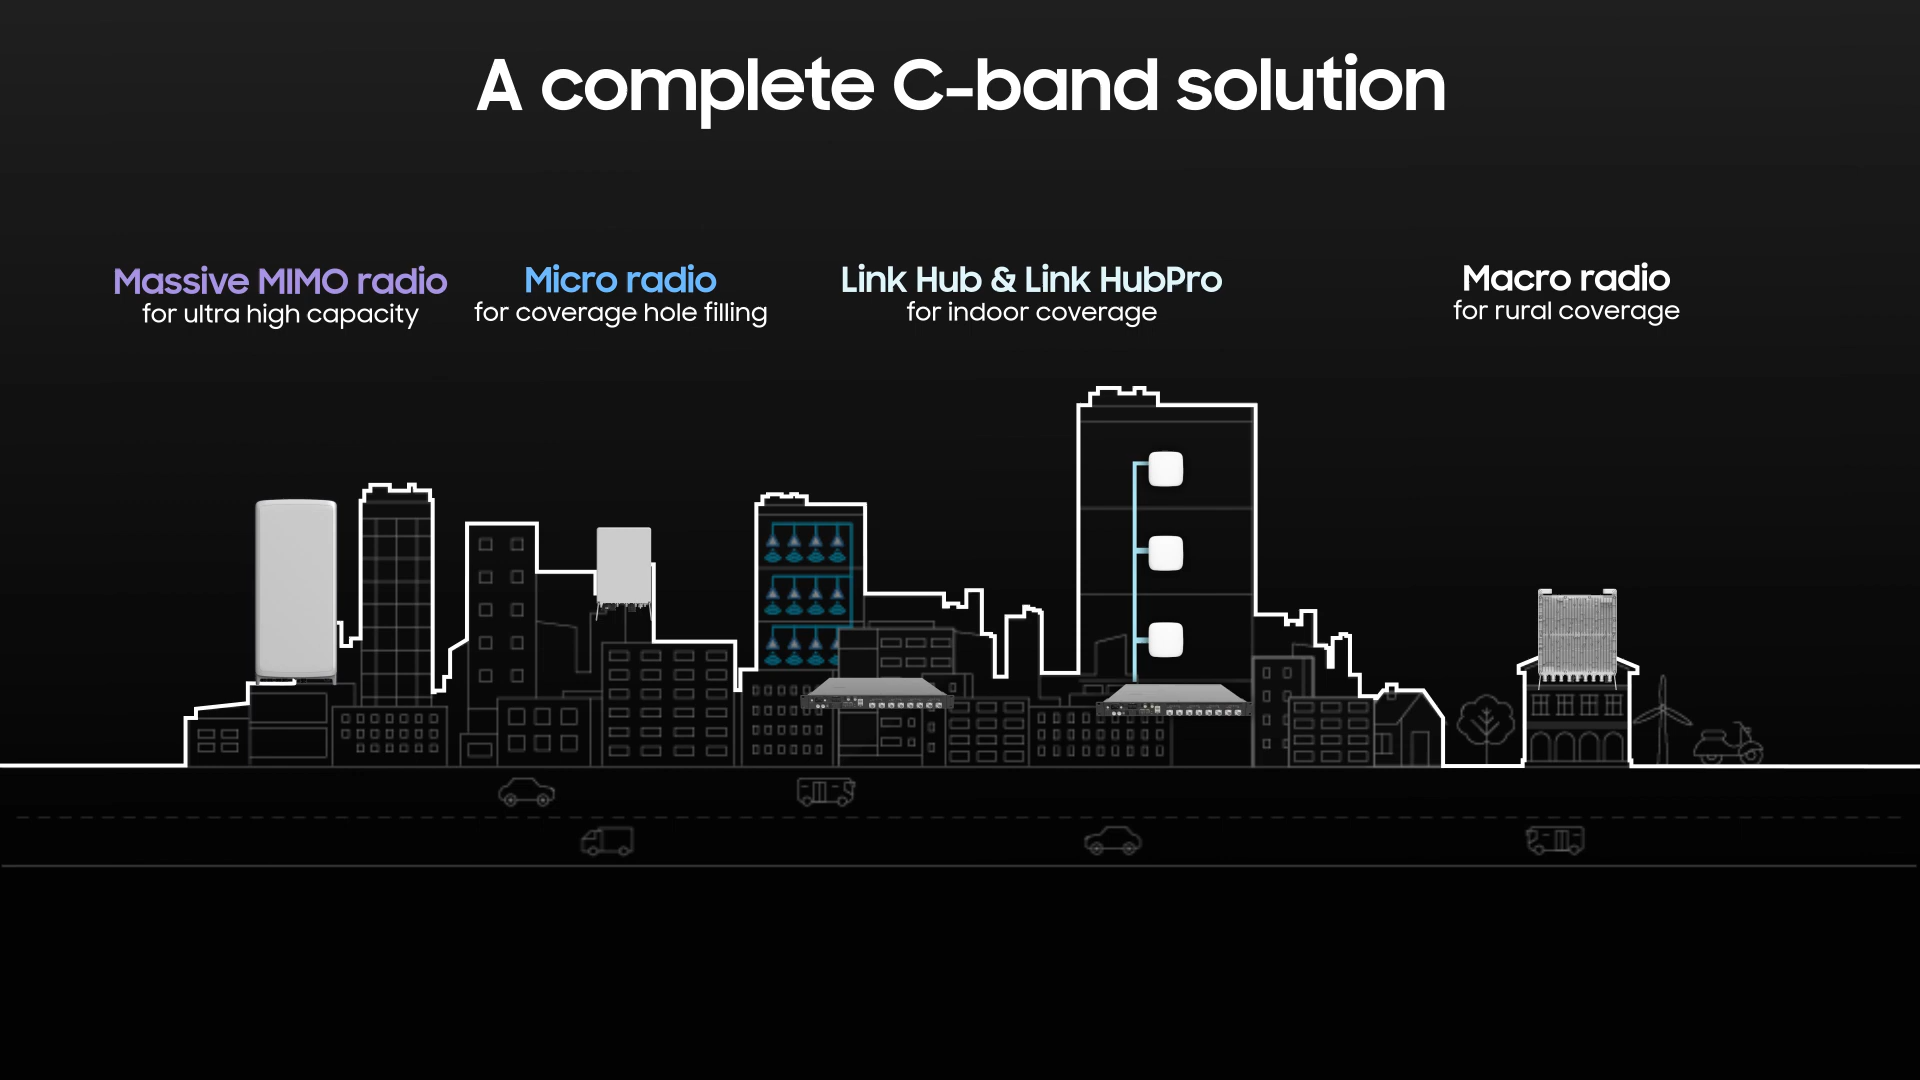 A complete C-band solution
Massive MIMO radio
for ultra high capacity
Micro radio
for coverage hole filling
Link Hub & Link HubPro
for indoor coverage
Macro radio
for rural coverage